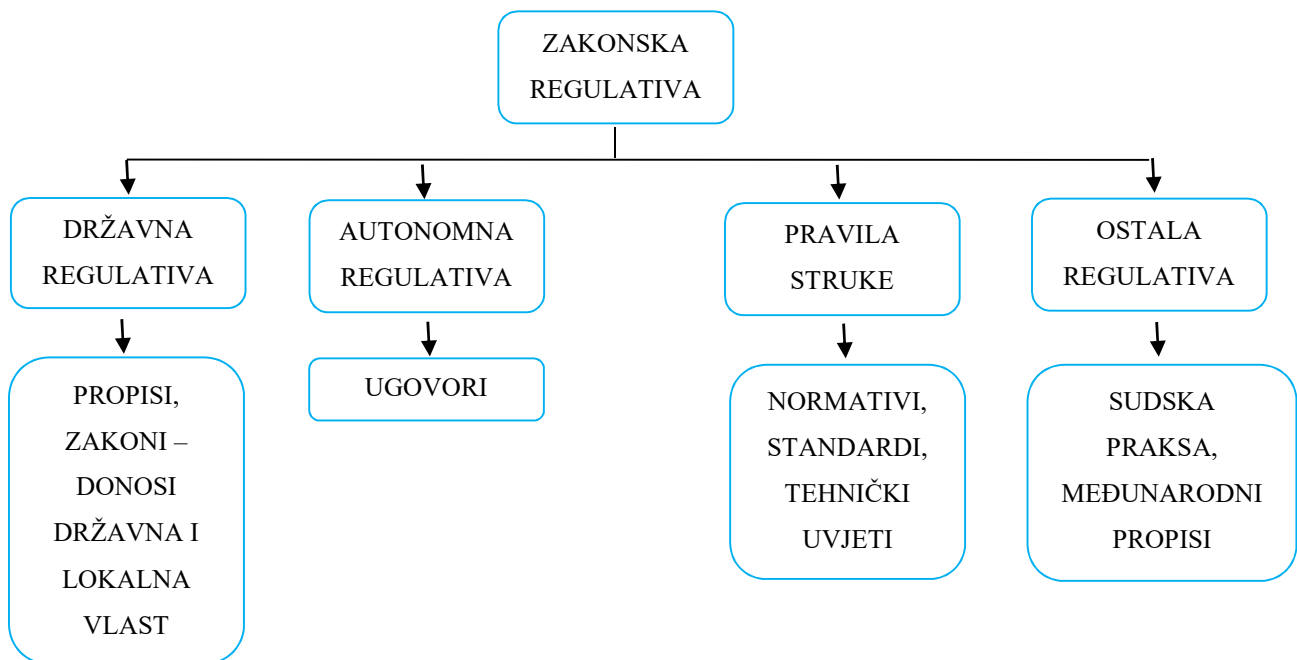 ZAKONSKA
REGULATIVA
DRŽAVNA
REGULATIVA
AUTONOMNA
REGULATIVA
PRAVILA
STRUKE
OSTALA
REGULATIVA
PROPISI,
ZAKONI –
DONOSI
DRŽAVNA I
LOKALNA
VLAST
UGOVORI
NORMATIVI,
STANDARDI,
TEHNIČKI
UVJETI
SUDSKA
PRAKSA,
MEĐUNARODNI
PROPISI